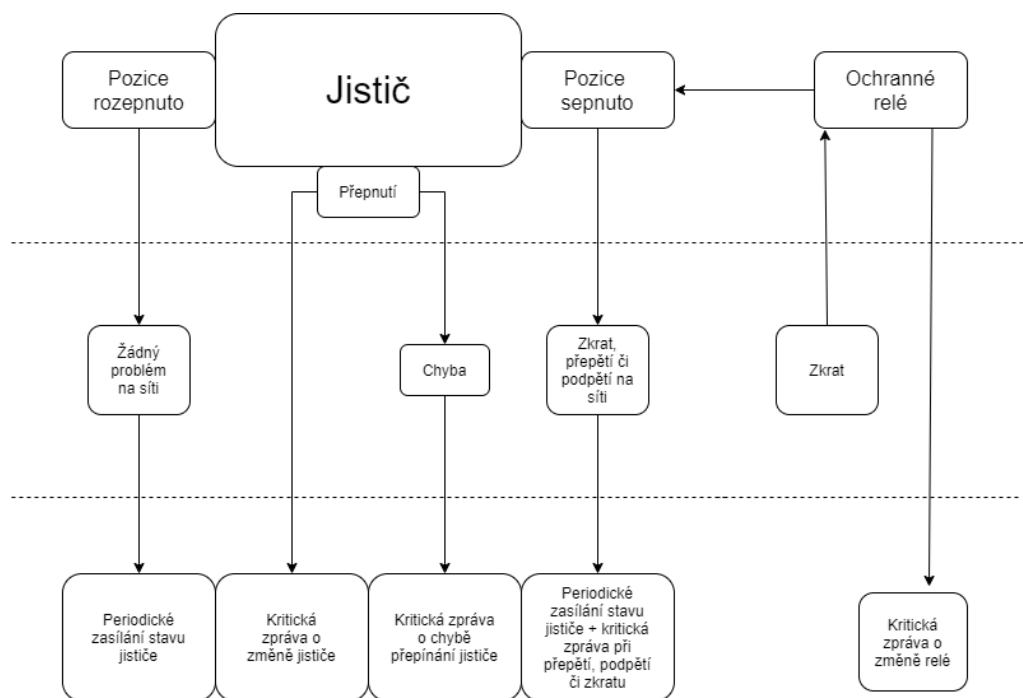 Pozice
rozepnuto
Jistič
Pozice
sepnuto
Ochranné
relé
Přepnutí
Žádný
problém
na síti
Chyba
Zkrat,
přepětí či
podpětí na
síti
Zkrat
Periodické
zasílání stavu
jističe
Kritická
zpráva o
změně jističe
Kritická zpráva
o chybě
přepínání jističe
Periodické
zasílání stavu
jističe + kritická
zpráva při
přepětí, podpětí
či zkratu
Kritická
zpráva o
změně relé